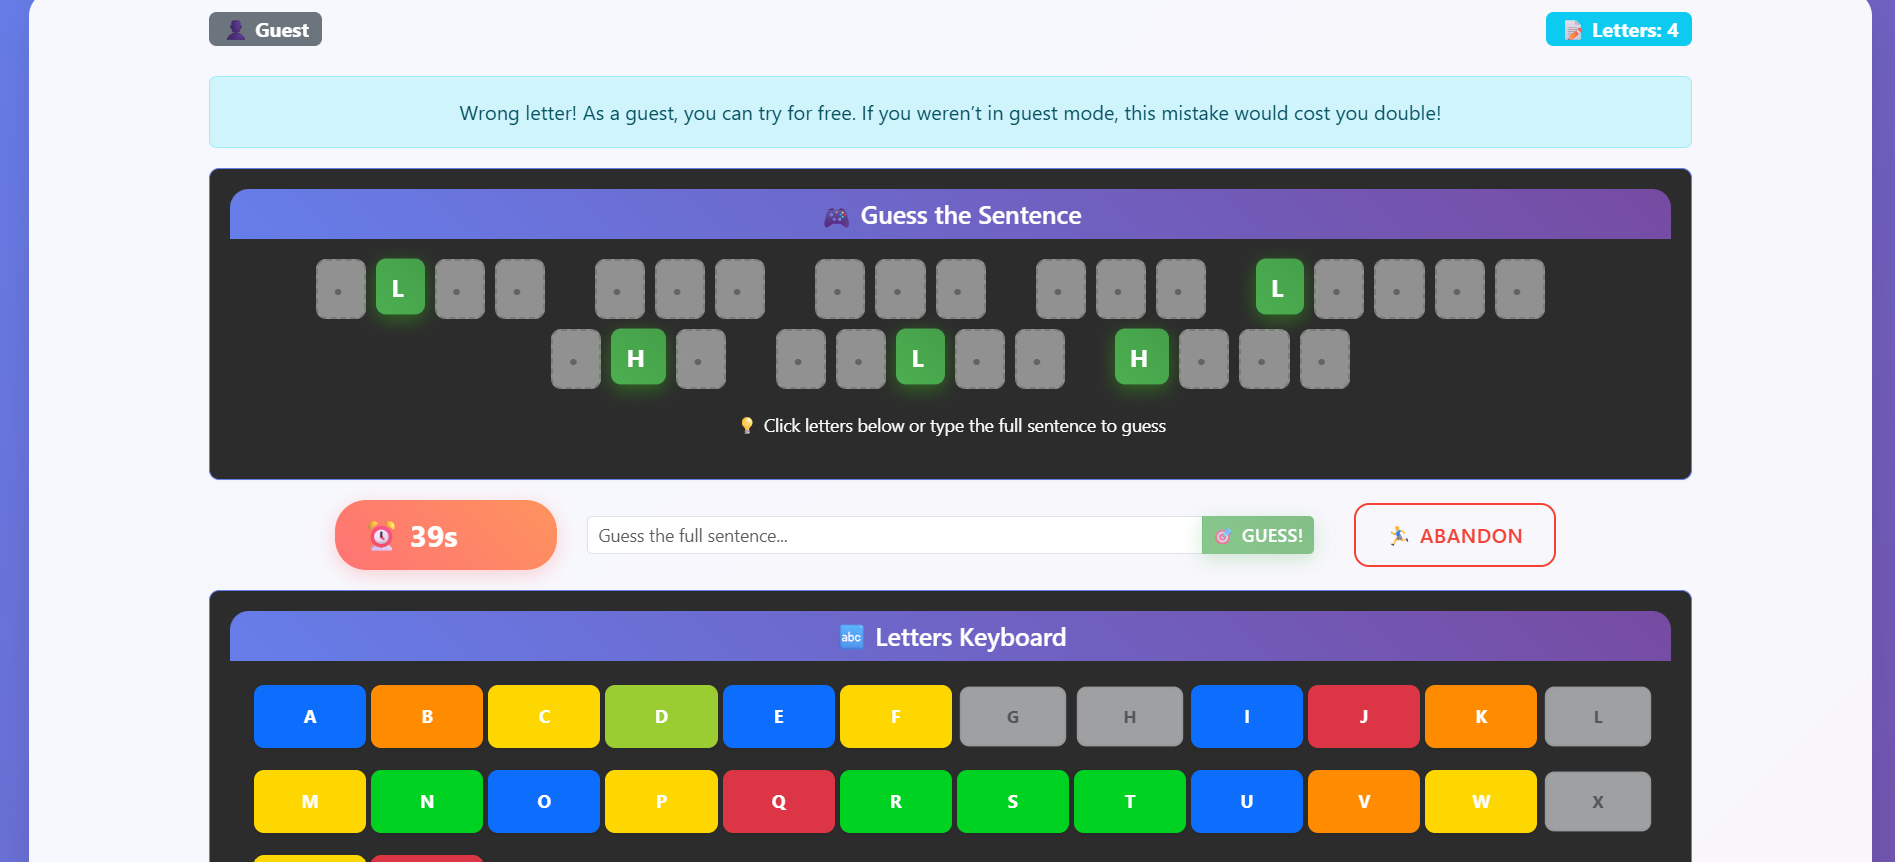 Guest
Letters: 4
Wrong letter! As a guest, you can try for free. If you weren't in guest mode, this mistake would cost you double!
Guess the Sentence
L L
H L H
Click letters below or type the full sentence to guess
39s
Guess the full sentence...
GUESS!
ABANDON
abc Letters Keyboard
A B C D E F G H I J K L
M N O P Q R S T U V W X